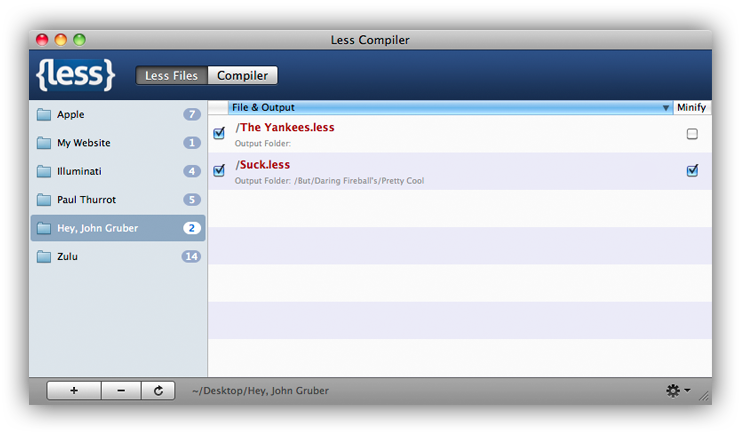 Less Compiler
{less}
Less Files
Compiler
Apple 7
My Website 1
Illuminati 4
Paul Thurrot 5
Hey, John Gruber 2
Zulu 14
File & Output
Minify
/The Yankees.less
Output Folder:
/Suck.less
Output Folder: /But/Daring Fireball's/Pretty Cool
~/Desktop/Hey, John Gruber